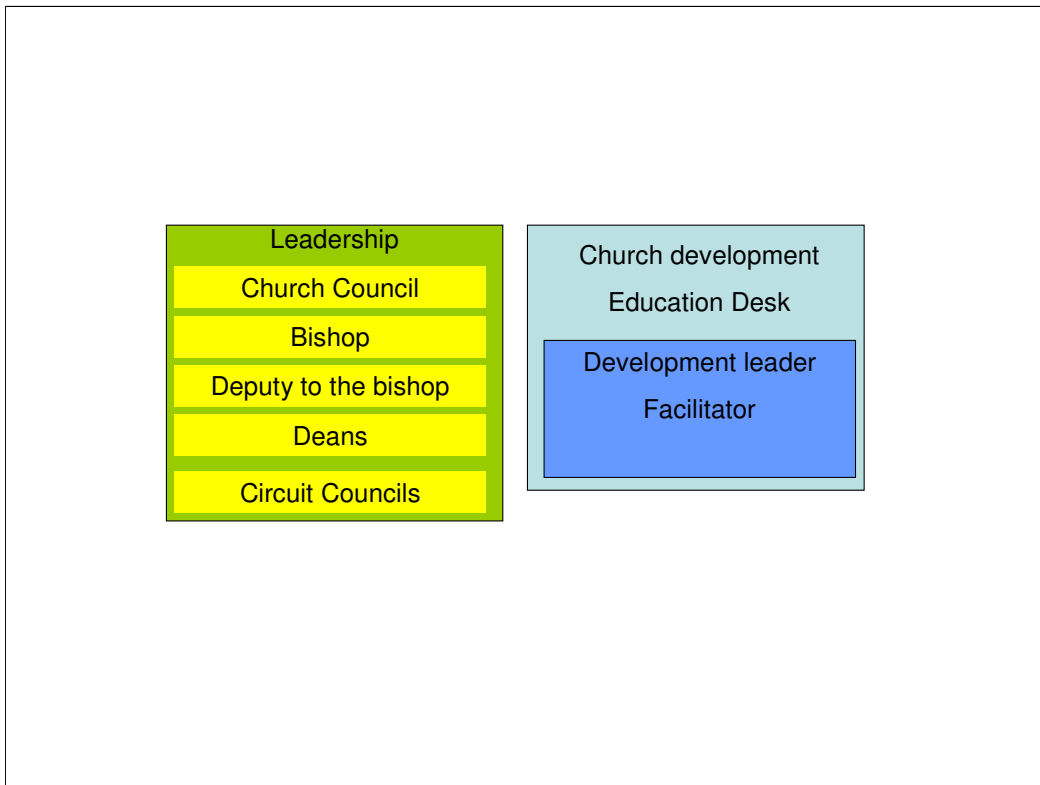 Leadership
Church Council
Bishop
Deputy to the bishop
Deans
Circuit Councils
Church development
Education Desk
Development leader
Facilitator